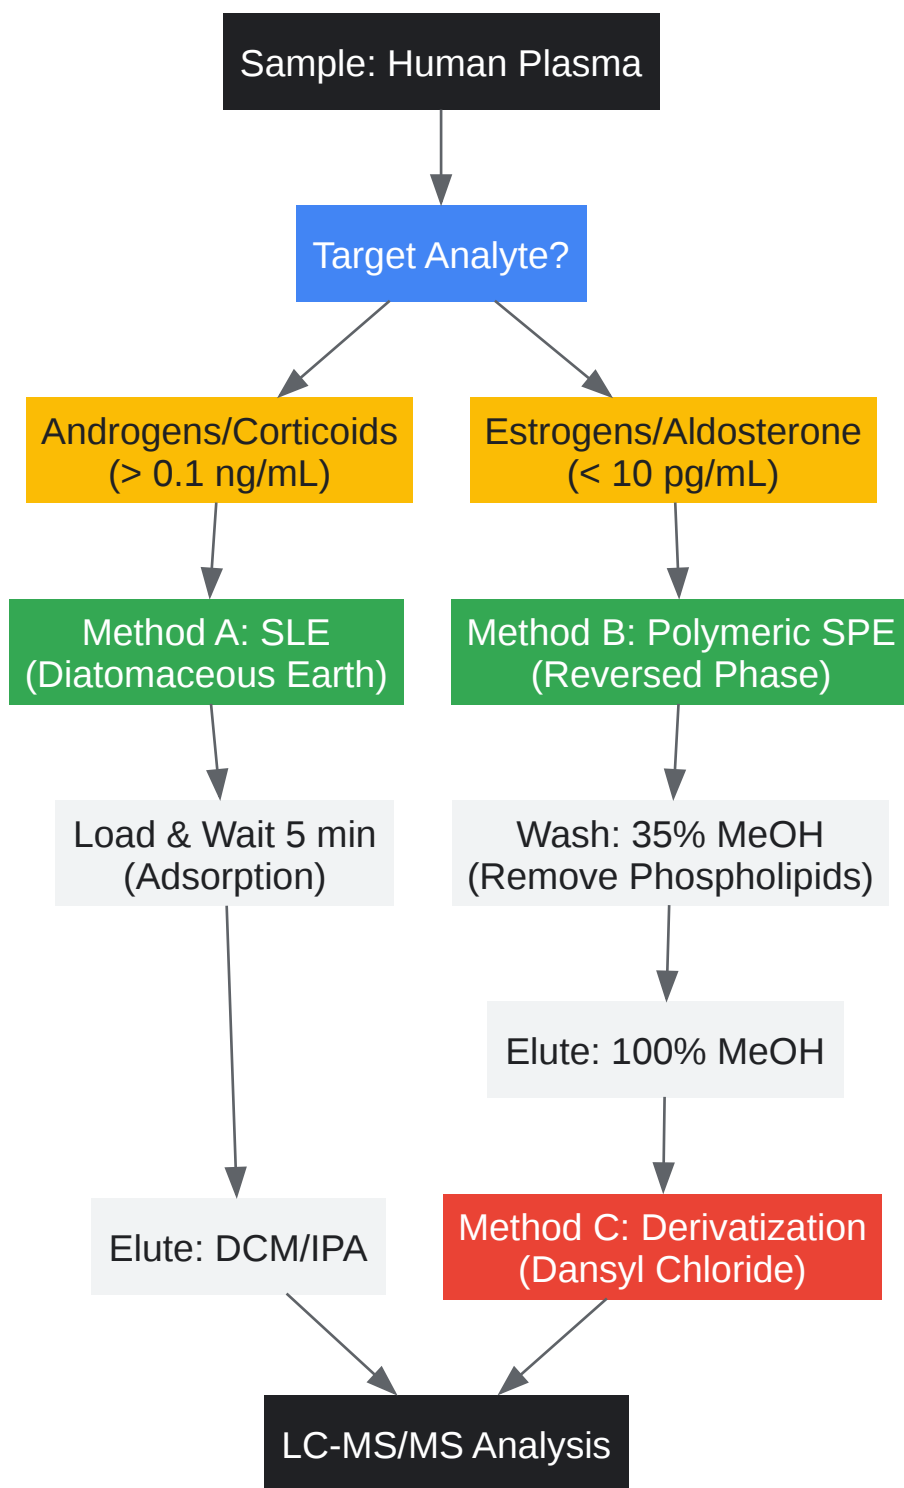 Sample: Human Plasma
Target Analyte?
Androgens/Corticoids
(> 0.1 ng/mL)
Estrogens/Aldosterone
(< 10 pg/mL)
Method A: SLE
(Diatomaceous Earth)
Method B: Polymeric SPE
(Reversed Phase)
Load & Wait 5 min
(Adsorption)
Wash: 35% MeOH
(Remove Phospholipids)
Elute: 100% MeOH
Elute: DCM/IPA
Method C: Derivatization
(Dansyl Chloride)
LC-MS/MS Analysis